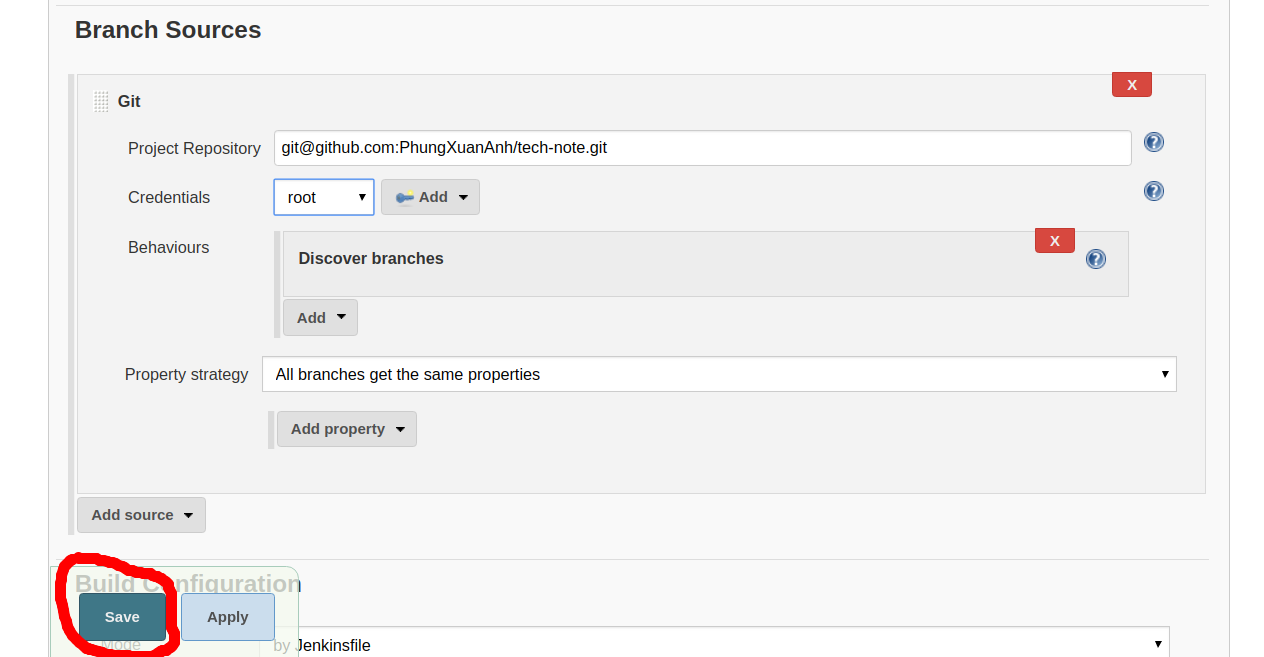 Branch Sources
Git
X
Project Repository git@github.com:PhungXuanAnh/tech-note.git
Credentials root Add
Behaviours
Discover branches
X
Add
Property strategy All branches get the same properties
Add property
Add source
Build Configuration
Save Apply
Mode by Jenkinsfile